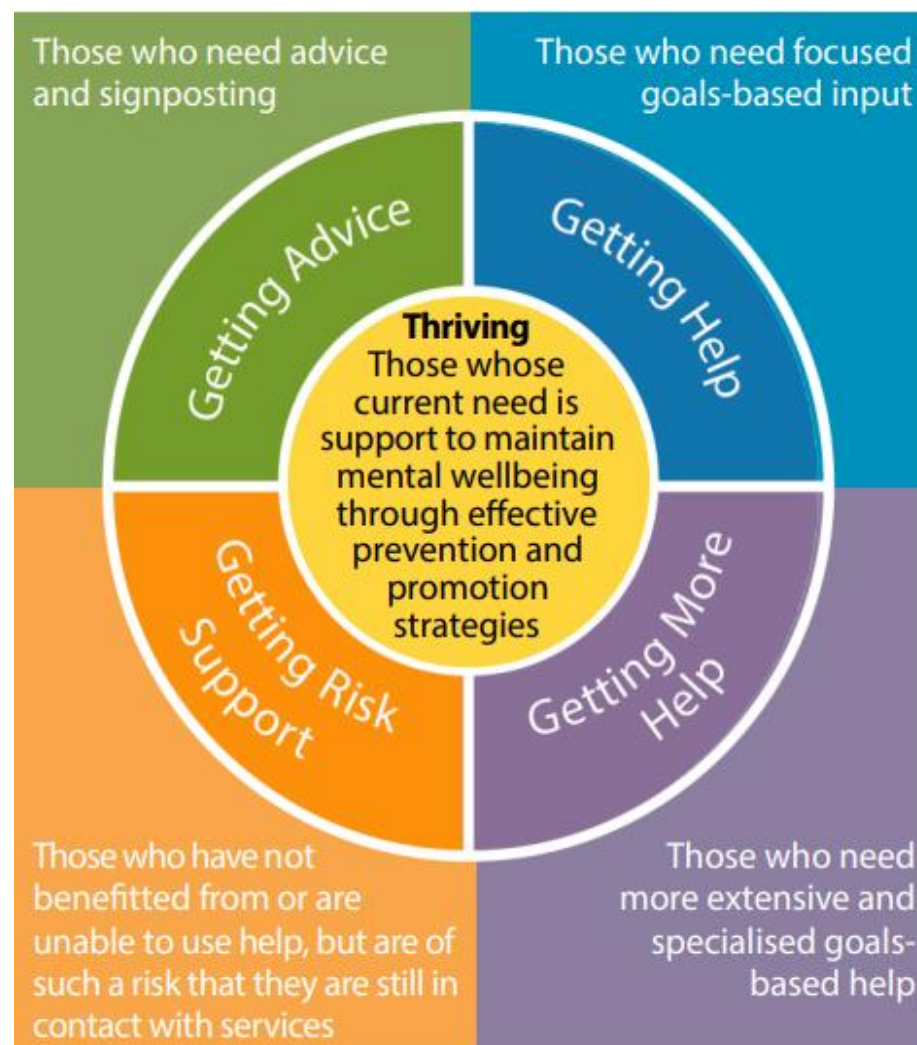 Those who need advice
and signposting
Those who need focused
goals-based input
Getting Advice
Getting Help
Thriving
Those whose
current need is
support to maintain
mental wellbeing
through effective
prevention and
promotion
strategies
Getting Risk
Support
Getting More
Help
Those who have not
benefitted from or are
unable to use help, but are of
such a risk that they are still in
contact with services
Those who need
more extensive and
specialised goals-
based help